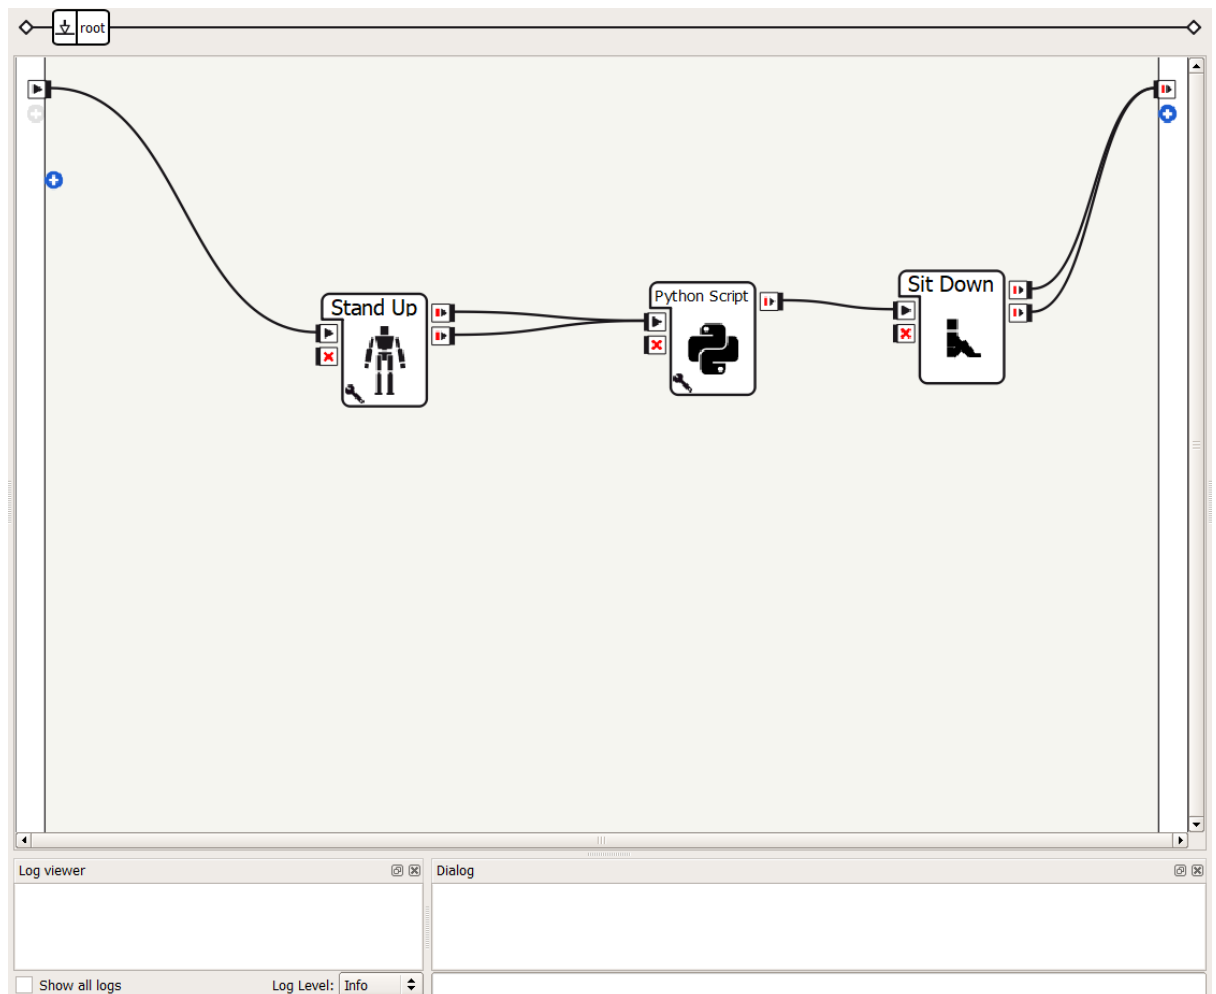 root
Stand Up
Python Script
Sit Down
Log viewer
Dialog
Show all logs
Log Level: Info